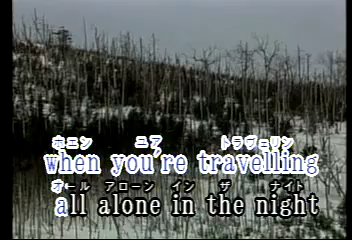 ホエン ユア トラヴェリン
when you're travelling
オール アローン イン ザ ナイト
all alone in the night